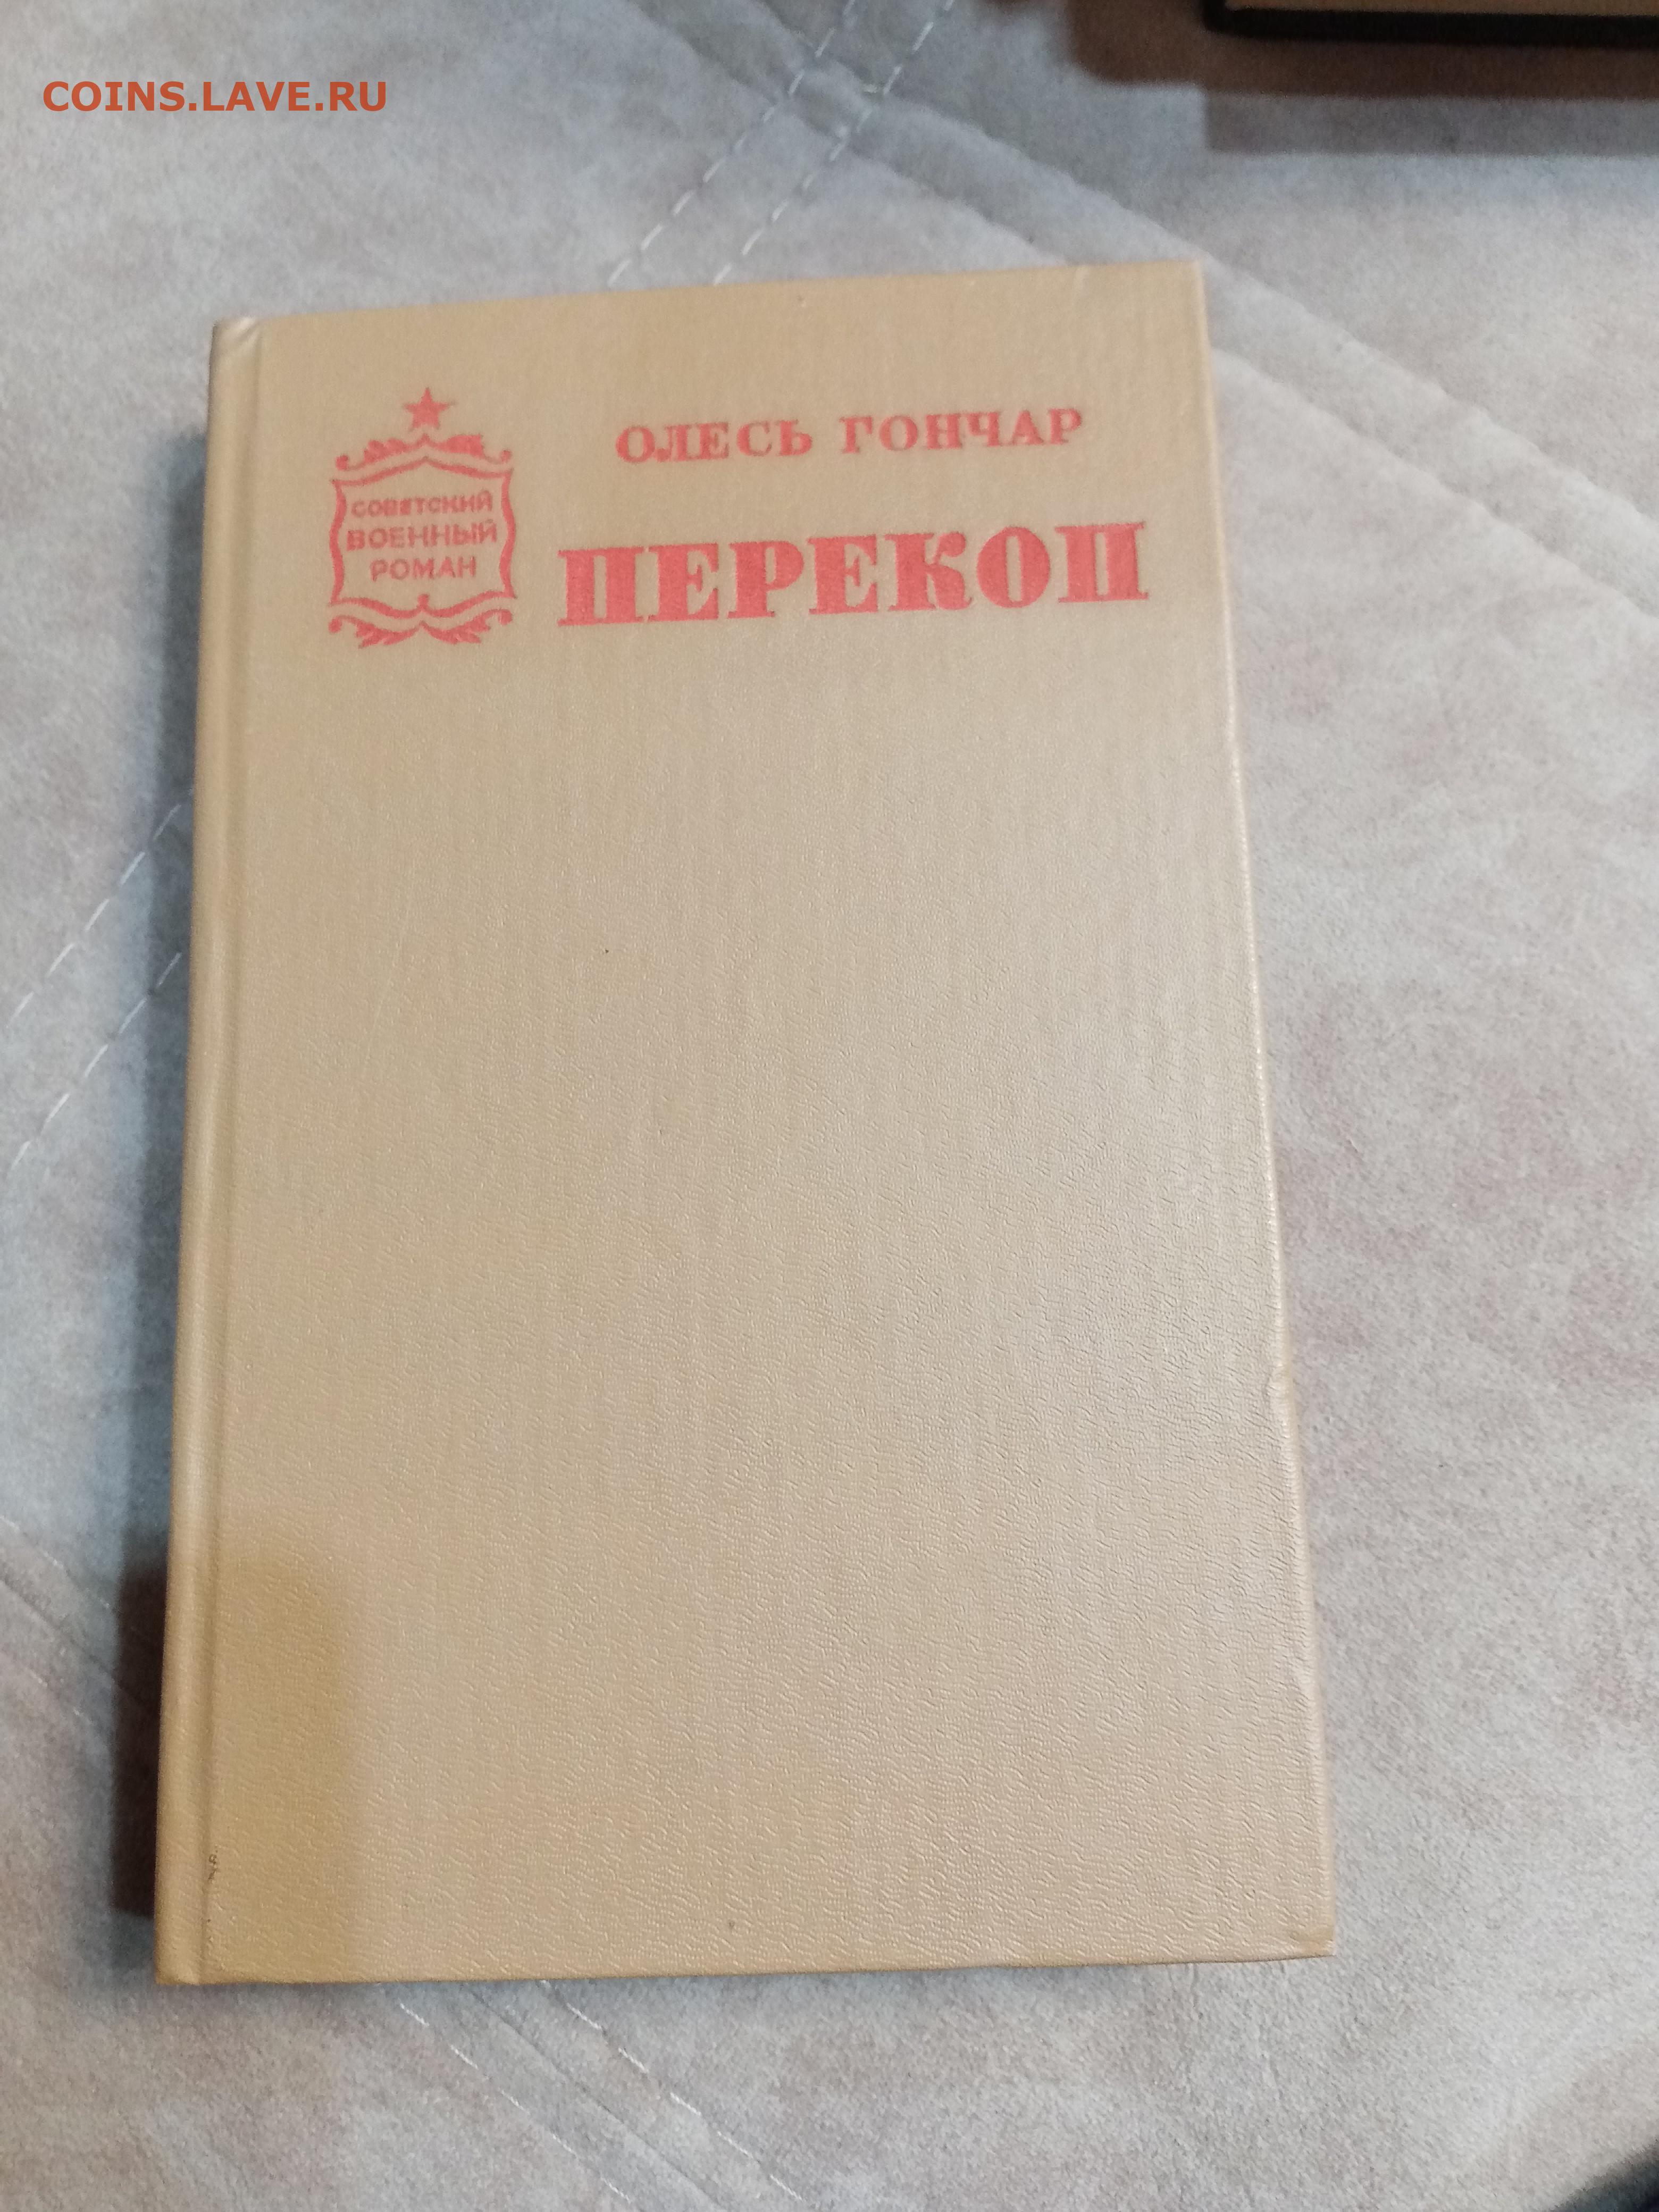 COINS.LAVE.RU
ОЛЕСЬ ГОНЧАР
СОВЕТСКИЙ
ВОЕННЫЙ
РОМАН
ПЕРЕКОП